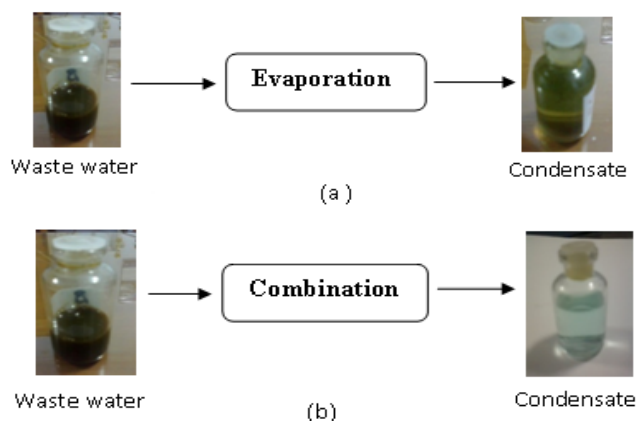 Evaporation
Waste water
Condensate
(a )
Combination
Waste water
Condensate
(b)